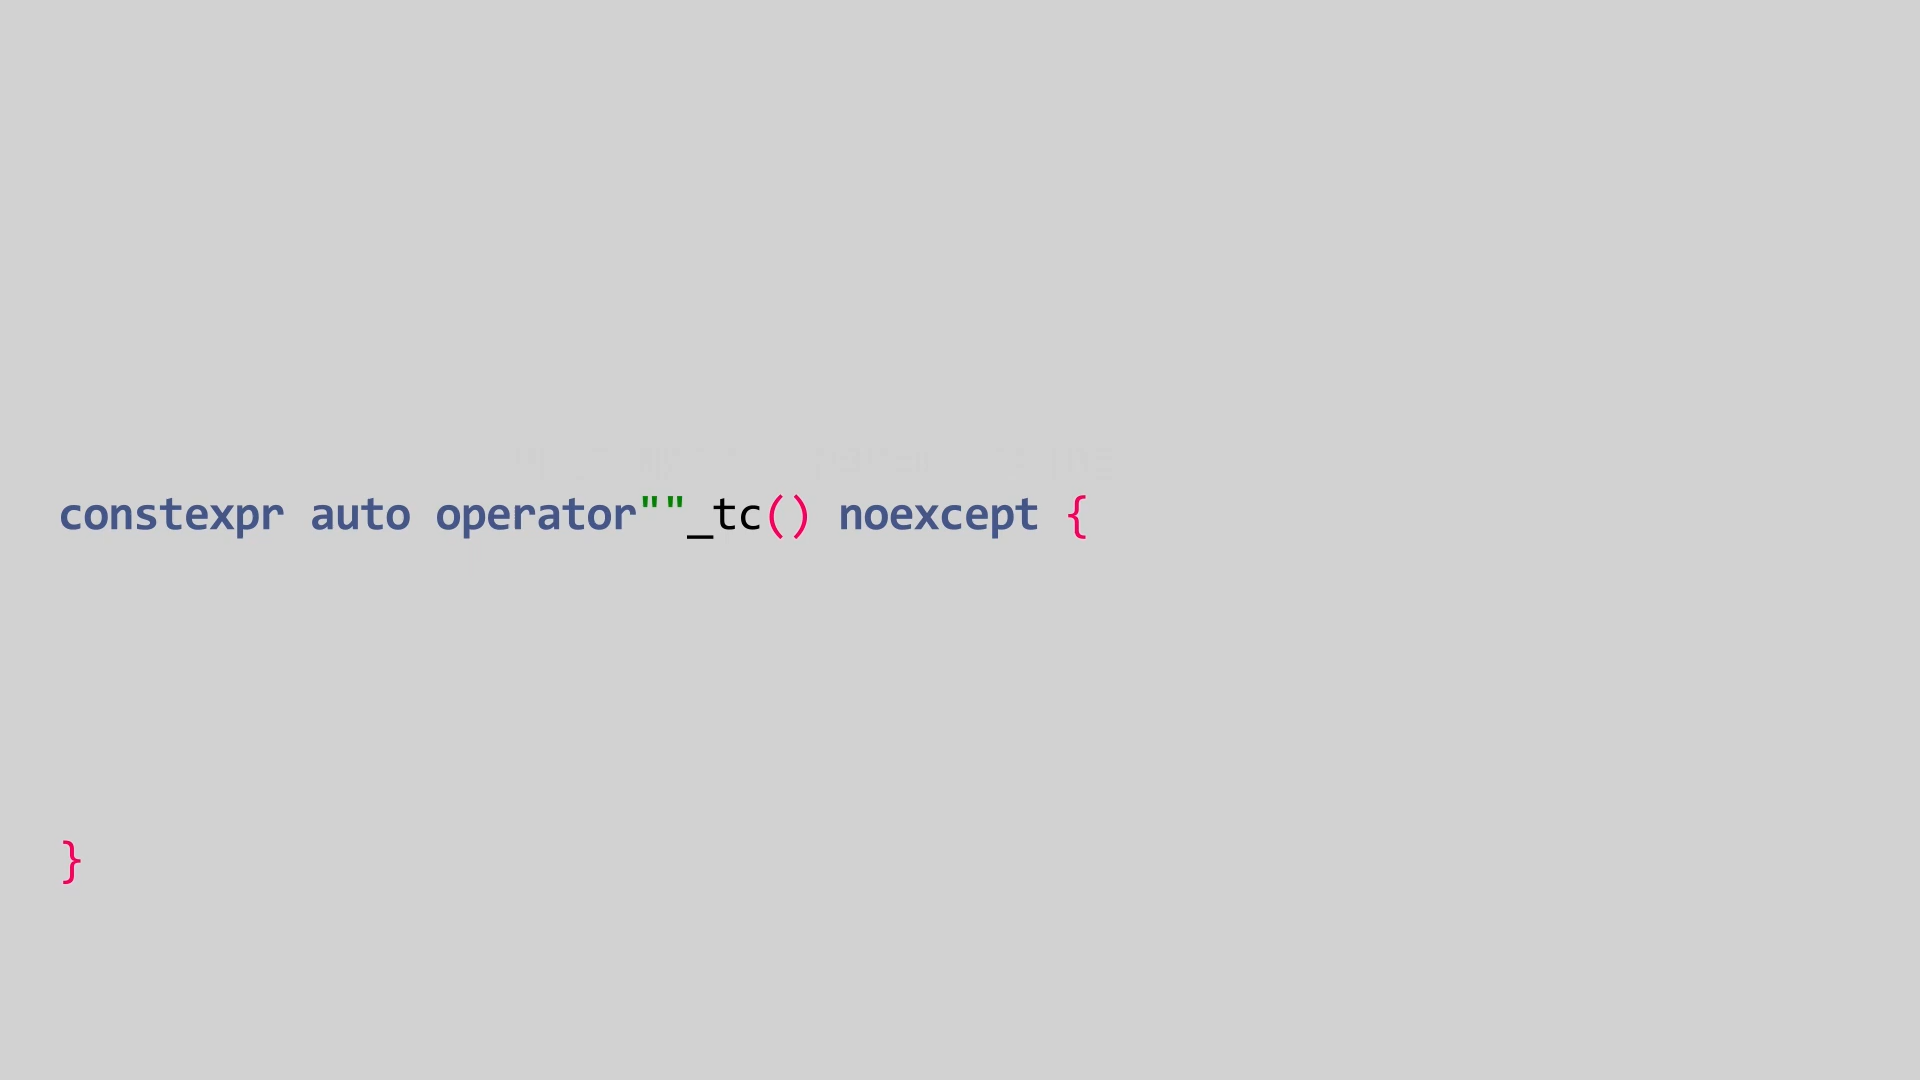 constexpr auto operator""_tc() noexcept {
}